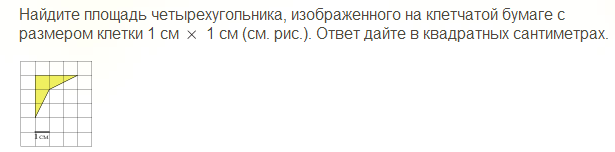 Найдите площадь четырехугольника, изображенного на клетчатой бумаге с
размером клетки 1 см × 1 см (см. рис.). Ответ дайте в квадратных сантиметрах.
1 см